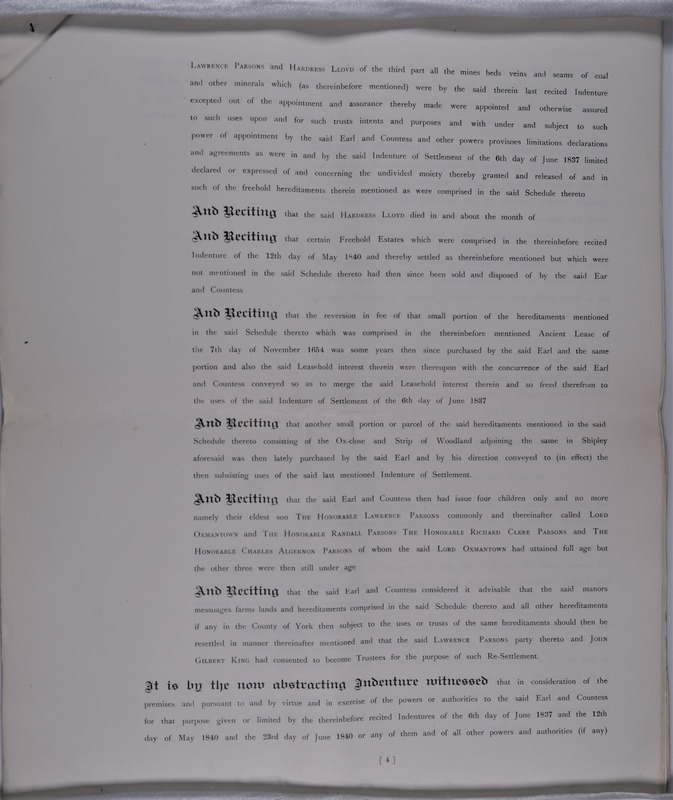 LAWRENCE PARSONS and HARDRESS LLOYD of the third part all the mines beds veins and seams of coal
and other minerals which (as thereinbefore mentioned) were by the said therein last recited Indenture
excepted out of the appointment and assurance thereby made were appointed and otherwise assured
to such uses upon and for such trusts intents and purposes and with under and subject to such
power of appointment by the said Earl and Countess and other powers provisoes limitations declarations
and agreements as were in and by the said Indenture of Settlement of the 6th day of June 1837 limited
declared or expressed of and concerning the undivided moiety thereby granted and released of and in
such of the freehold hereditaments therein mentioned as were comprised in the said Schedule thereto
And Reciting that the said HARDRESS LLOYD died in and about the month of
And Reciting that certain Freehold Estates which were comprised in the thereinbefore recited
Indenture of the 12th day of May 1840 and thereby settled as thereinbefore mentioned but which were
not mentioned in the said Schedule thereto had then since been sold and disposed of by the said Ear
and Countess
And Reciting that the reversion in fee of that small portion of the hereditaments mentioned
in the said Schedule thereto which was comprised in the thereinbefore mentioned Ancient Lease of
the 7th day of November 1654 was some years then since purchased by the said Earl and the same
portion and also the said Leasehold interest therein were thereupon with the concurrence of the said Earl
and Countess conveyed so as to merge the said Leasehold interest therein and so freed therefrom to
the uses of the said Indenture of Settlement of the 6th day of June 1837
And Reciting that another small portion or parcel of the said hereditaments mentioned in the said
Schedule thereto consisting of the Ox-close and Strip of Woodland adjoining the same in Shipley
aforesaid was then lately purchased by the said Earl and by his direction conveyed to (in effect) the
then subsisting uses of the said last mentioned Indenture of Settlement.
And Reciting that the said Earl and Countess then had issue four children only and no more
namely their eldest son THE HONORABLE LAWRENCE PARSONS commonly and thereinafter called LORD
OXMANTOWN and THE HONORABLE RANDALL PARSONS THE HONORABLE RICHARD CLERE PARSONS and THE
HONORABLE CHARLES ALGERNON PARSONS of whom the said LORD OXMANTOWN had attained full age but
the other three were then still under age
And Reciting that the said Earl and Countess considered it advisable that the said manors
messuages farms lands and hereditaments comprised in the said Schedule thereto and all other hereditaments
if any in the County of York then subject to the uses or trusts of the same hereditaments should then be
resettled in manner thereinafter mentioned and that the said LAWRENCE PARSONS party thereto and JOHN
GILBERT KING had consented to become Trustees for the purpose of such Re-Settlement.
It is by the now abstracting Indenture witnessed that in consideration of the
premises and pursuant to and by virtue and in exercise of the powers or authorities to the said Earl and Countess
for that purpose given or limited by the thereinbefore recited Indentures of the 6th day of June 1837 and the 12th
day of May 1840 and the 23rd day of June 1840 or any of them and of all other powers and authorities (if any)
[ 4 ]